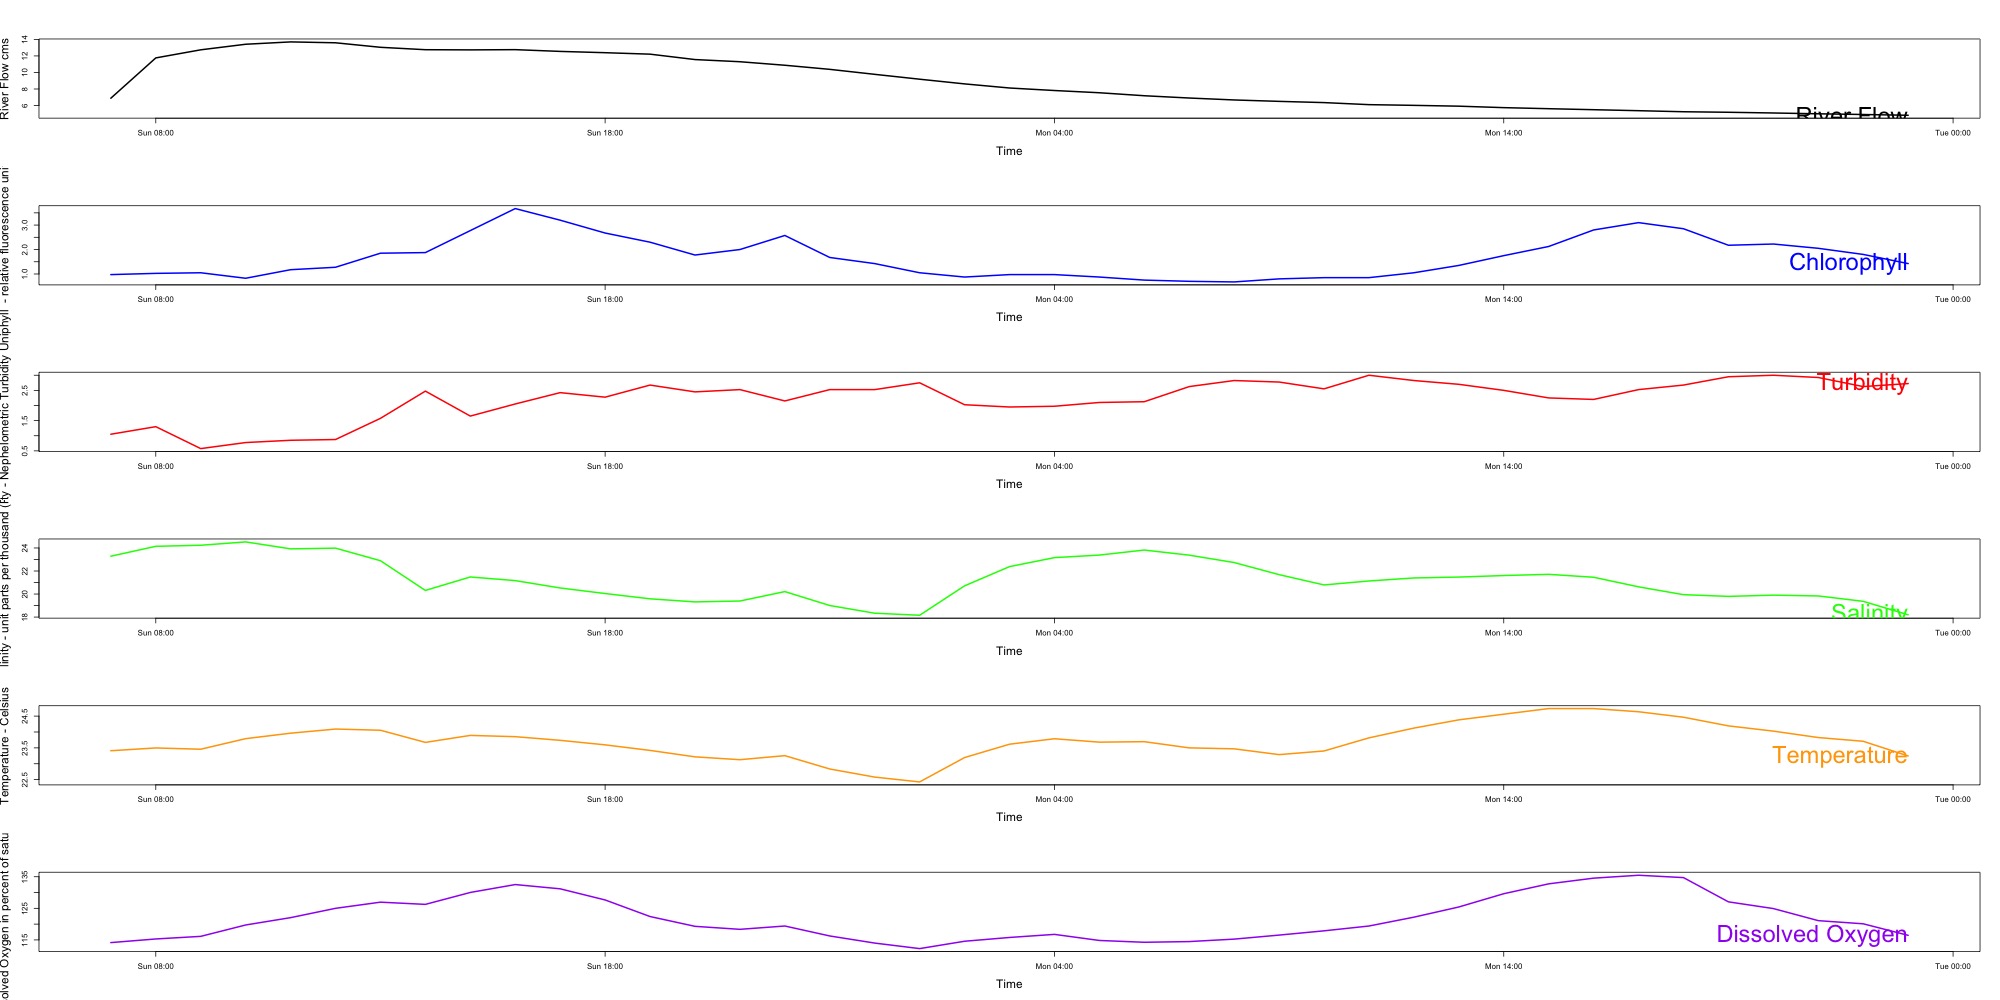 River Flow cms
14
12
10
8
6
River Flow
Sun 08:00 Sun 18:00 Mon 04:00 Mon 14:00 Tue 00:00
Time
- relative fluorescence uni
3.0
2.0
1.0
Chlorophyll
Sun 08:00 Sun 18:00 Mon 04:00 Mon 14:00 Tue 00:00
Time
- Nephelometric Turbidity Uni
2.5
1.5
0.5
Turbidity
Sun 08:00 Sun 18:00 Mon 04:00 Mon 14:00 Tue 00:00
Time
linity - unit parts per thousand
24
22
20
18
Salinity
Sun 08:00 Sun 18:00 Mon 04:00 Mon 14:00 Tue 00:00
Time
Temperature - Celsius
24.5
23.5
22.5
Temperature
Sun 08:00 Sun 18:00 Mon 04:00 Mon 14:00 Tue 00:00
Time
olved Oxygen in percent of satu
135
125
115
Dissolved Oxygen
Sun 08:00 Sun 18:00 Mon 04:00 Mon 14:00 Tue 00:00
Time